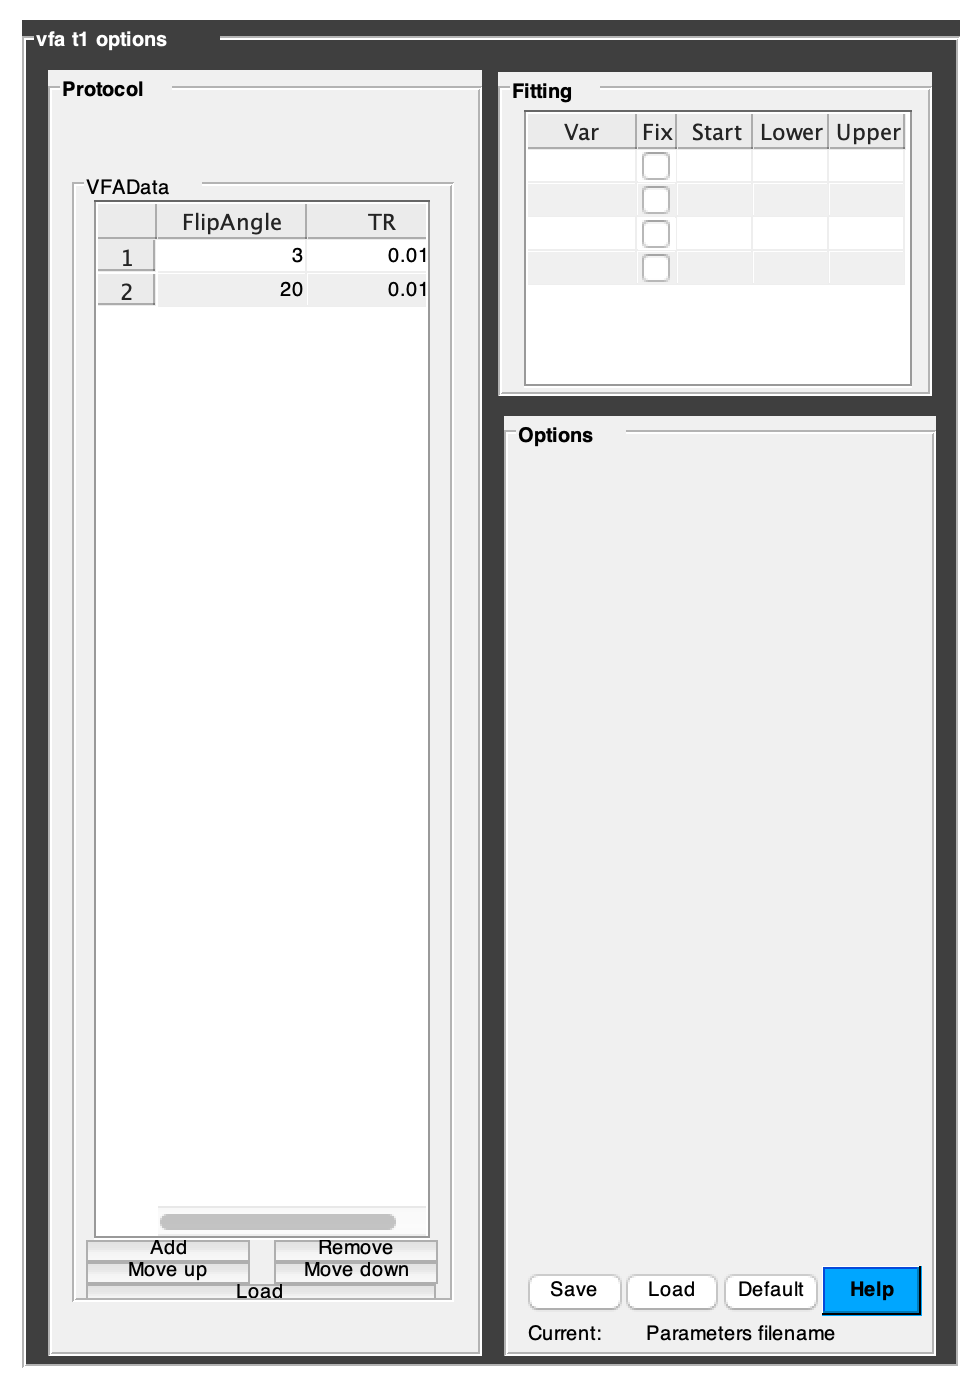 vfa t1 options
Protocol
VFAData
FlipAngle TR
1 3 0.01
2 20 0.01
Add Remove
Move up Move down
Load
Fitting
Var Fix Start Lower Upper
Options
Save Load Default Help
Current: Parameters filename